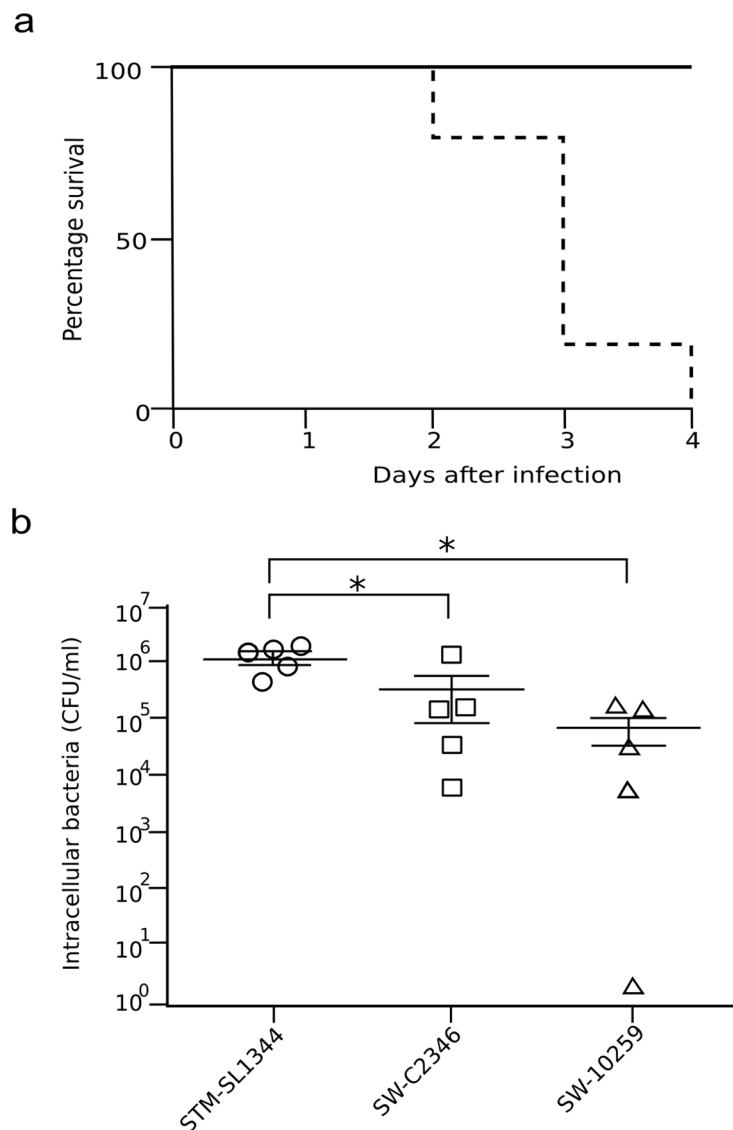 a
100
50
0
Percentage surival
0 1 2 3 4
Days after infection
b
* 
*
10^7
10^6
10^5
10^4
10^3
10^2
10^1
10^0
Intracellular bacteria (CFU/ml)
STM-SL1344
SW-C2346
SW-10259